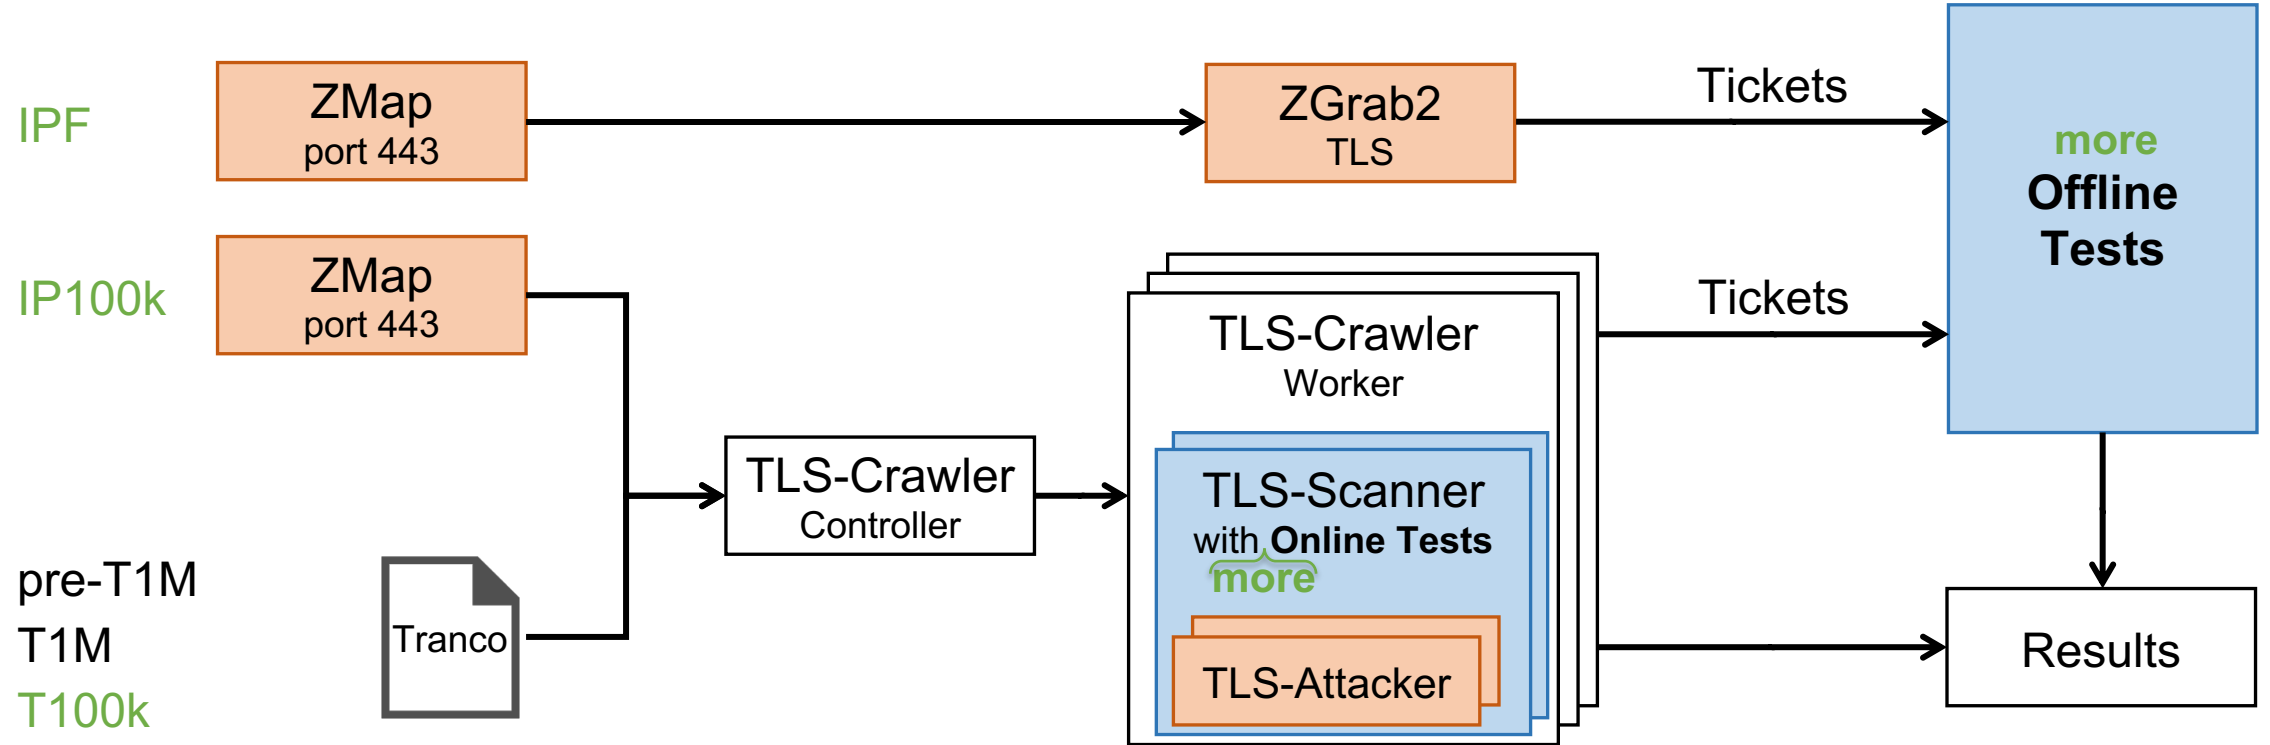 IPF
ZMap
port 443
ZGrab2
TLS
Tickets
more
Offline
Tests
IP100k
ZMap
port 443
Tickets
TLS-Crawler
Worker
TLS-Crawler
Controller
TLS-Scanner
with Online Tests
more
TLS-Attacker
pre-T1M
T1M
T100k
Tranco
Results